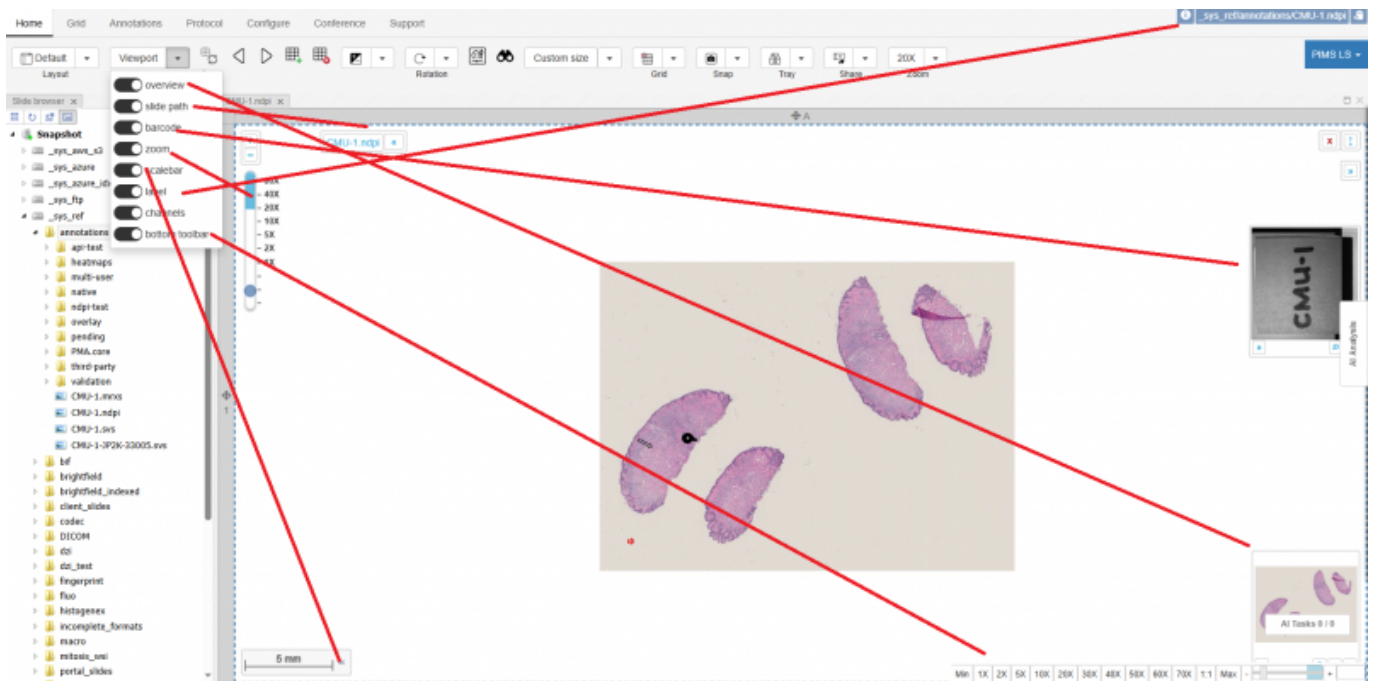 Home Grid Annotations Protocol Configure Conference Support
_sys_ref/annotations/CMU-1.ndpi
Default Viewport Custom size 20X PIMS LS
Layout Rotation Grid Snap Tray Share Zoom
overview
slide path
barcode
zoom
scalebar
label
channels
bottom toolbar
Slide browser x
CMU-1.ndpi x
A
Snapshot
_sys_aws_s3
_sys_azure
_sys_azure_id
_sys_ftp
_sys_ref
annotations
api-test
heatmaps
multi-user
native
ndpi-test
overlay
pending
PMA.core
third-party
validation
CMU-1.mrxs
CMU-1.ndpi
CMU-1.svs
CMU-1-JP2K-33005.svs
bif
brightfield
brightfield_indexed
client_slides
codec
DICOM
dzi
dzi_test
fingerprint
fluo
histogenex
incomplete_formats
macro
mitosis_wsi
portal_slides
CMU-1.ndpi
40X
20X
10X
5X
2X
1X
1
CMU-1
AI Analysis
AI Tasks 0 / 0
5 mm
Min 1X 2X 5X 10X 20X 30X 40X 50X 60X 70X 1:1 Max - +